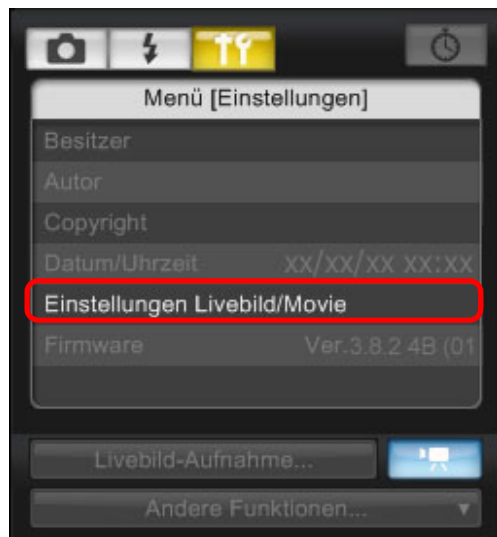 Menü [Einstellungen]
Besitzer
Autor
Copyright
Datum/Uhrzeit xx/xx/xx xx:xx
Einstellungen Livebild/Movie
Firmware Ver.3.8.2 4B (01
Livebild-Aufnahme...
Andere Funktionen...